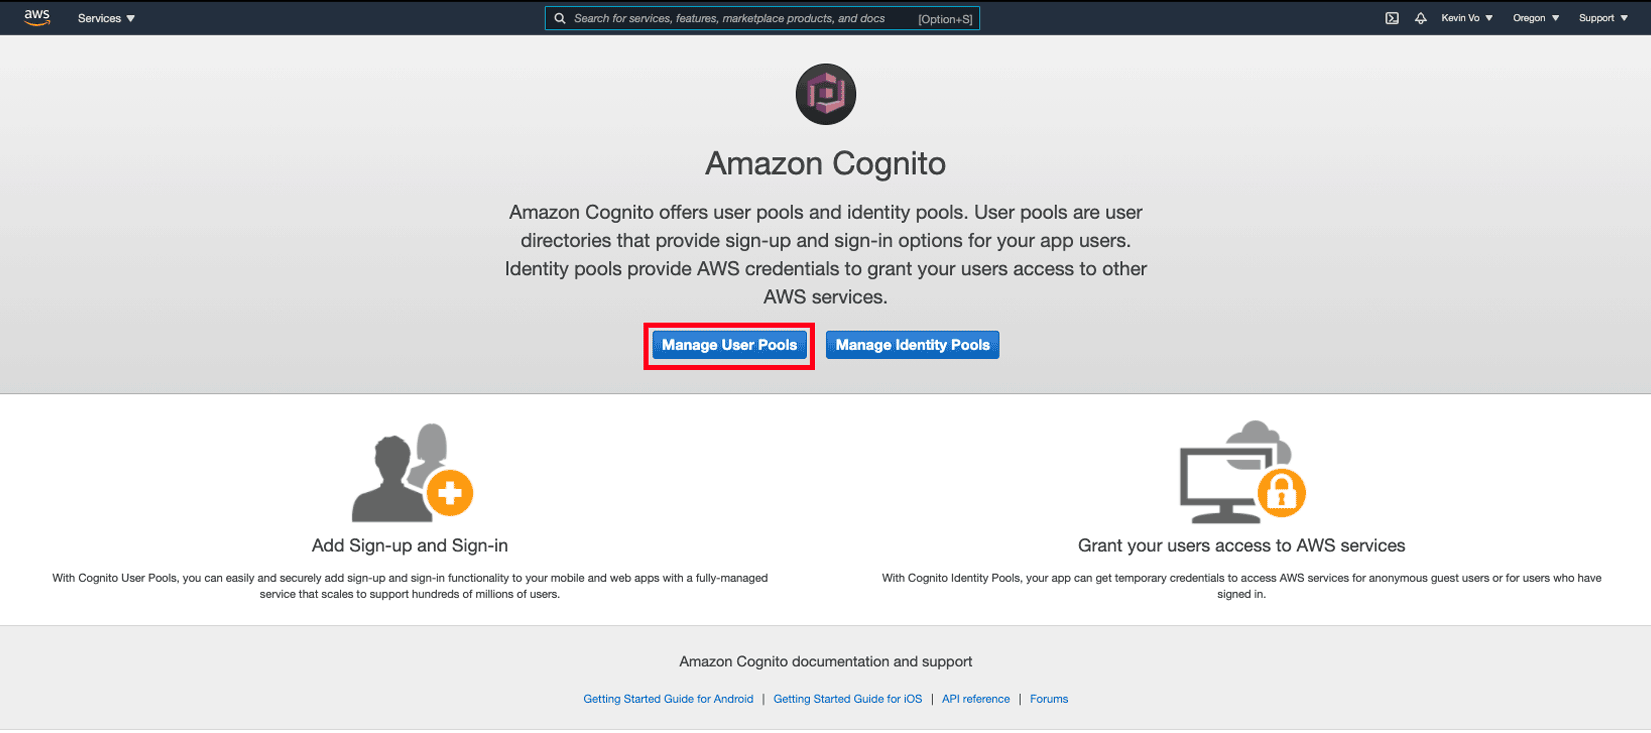 aws Services Search for services, features, marketplace products, and docs [Option+S] Kevin Vo Oregon Support
Amazon Cognito
Amazon Cognito offers user pools and identity pools. User pools are user
directories that provide sign-up and sign-in options for your app users.
Identity pools provide AWS credentials to grant your users access to other
AWS services.
Manage User Pools Manage Identity Pools
Add Sign-up and Sign-in
With Cognito User Pools, you can easily and securely add sign-up and sign-in functionality to your mobile and web apps with a fully-managed
service that scales to support hundreds of millions of users.
Grant your users access to AWS services
With Cognito Identity Pools, your app can get temporary credentials to access AWS services for anonymous guest users or for users who have
signed in.
Amazon Cognito documentation and support
Getting Started Guide for Android | Getting Started Guide for iOS | API reference | Forums